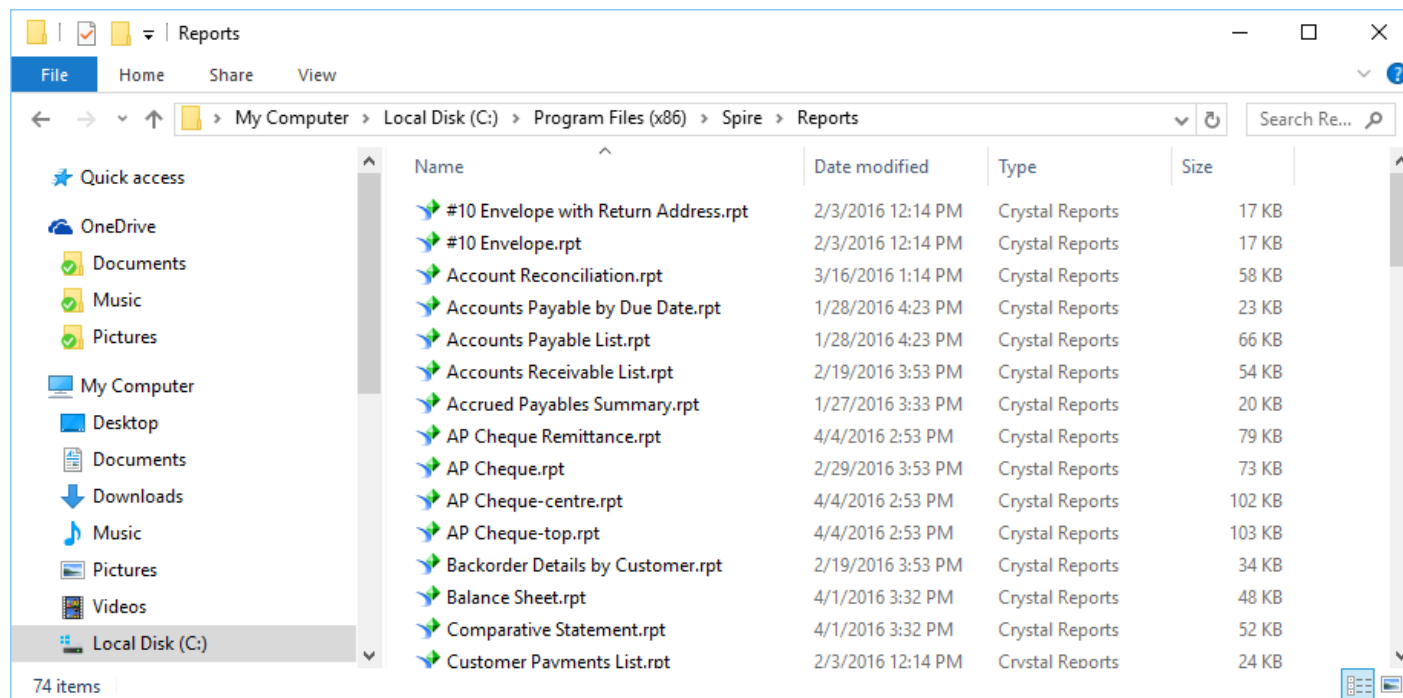 Reports
File Home Share View
My Computer Local Disk (C:) Program Files (x86) Spire Reports Search Re...
Quick access
OneDrive
Documents
Music
Pictures
My Computer
Desktop
Documents
Downloads
Music
Pictures
Videos
Local Disk (C:)
Name Date modified Type Size
#10 Envelope with Return Address.rpt 2/3/2016 12:14 PM Crystal Reports 17 KB
#10 Envelope.rpt 2/3/2016 12:14 PM Crystal Reports 17 KB
Account Reconciliation.rpt 3/16/2016 1:14 PM Crystal Reports 58 KB
Accounts Payable by Due Date.rpt 1/28/2016 4:23 PM Crystal Reports 23 KB
Accounts Payable List.rpt 1/28/2016 4:23 PM Crystal Reports 66 KB
Accounts Receivable List.rpt 2/19/2016 3:53 PM Crystal Reports 54 KB
Accrued Payables Summary.rpt 1/27/2016 3:33 PM Crystal Reports 20 KB
AP Cheque Remittance.rpt 4/4/2016 2:53 PM Crystal Reports 79 KB
AP Cheque.rpt 2/29/2016 3:53 PM Crystal Reports 73 KB
AP Cheque-centre.rpt 4/4/2016 2:53 PM Crystal Reports 102 KB
AP Cheque-top.rpt 4/4/2016 2:53 PM Crystal Reports 103 KB
Backorder Details by Customer.rpt 2/19/2016 3:53 PM Crystal Reports 34 KB
Balance Sheet.rpt 4/1/2016 3:32 PM Crystal Reports 48 KB
Comparative Statement.rpt 4/1/2016 3:32 PM Crystal Reports 52 KB
Customer Payments List.rpt 2/3/2016 12:14 PM Crystal Reports 24 KB
74 items